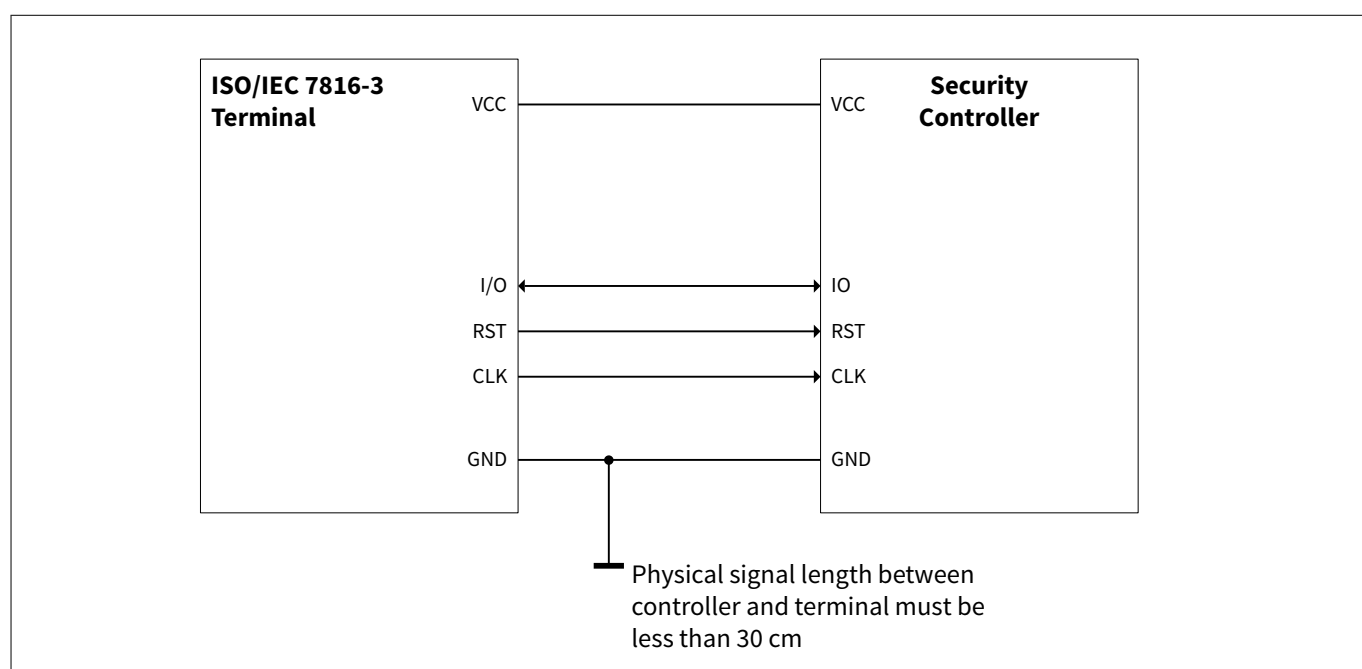 ISO/IEC 7816-3
Terminal
VCC
I/O
RST
CLK
GND
Security
Controller
VCC
IO
RST
CLK
GND
Physical signal length between
controller and terminal must be
less than 30 cm